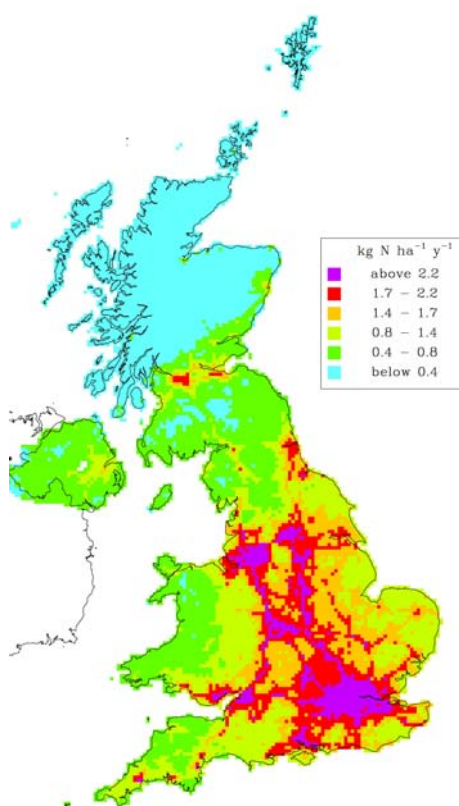 kg N ha⁻¹ y⁻¹
above 2.2
1.7 – 2.2
1.4 – 1.7
0.8 – 1.4
0.4 – 0.8
below 0.4